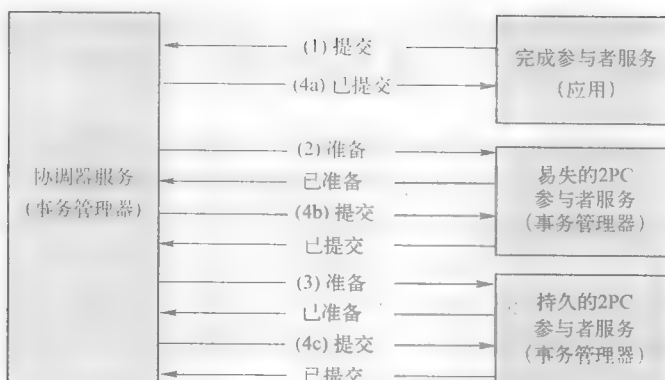 (1) 提交
(4a) 已提交
完成参与者服务
(应用)
协调器服务
(事务管理器)
(2) 准备
已准备
(4b) 提交
已提交
易失的2PC
参与者服务
(事务管理器)
(3) 准备
已准备
(4c) 提交
已提交
持久的2PC
参与者服务
(事务管理器)